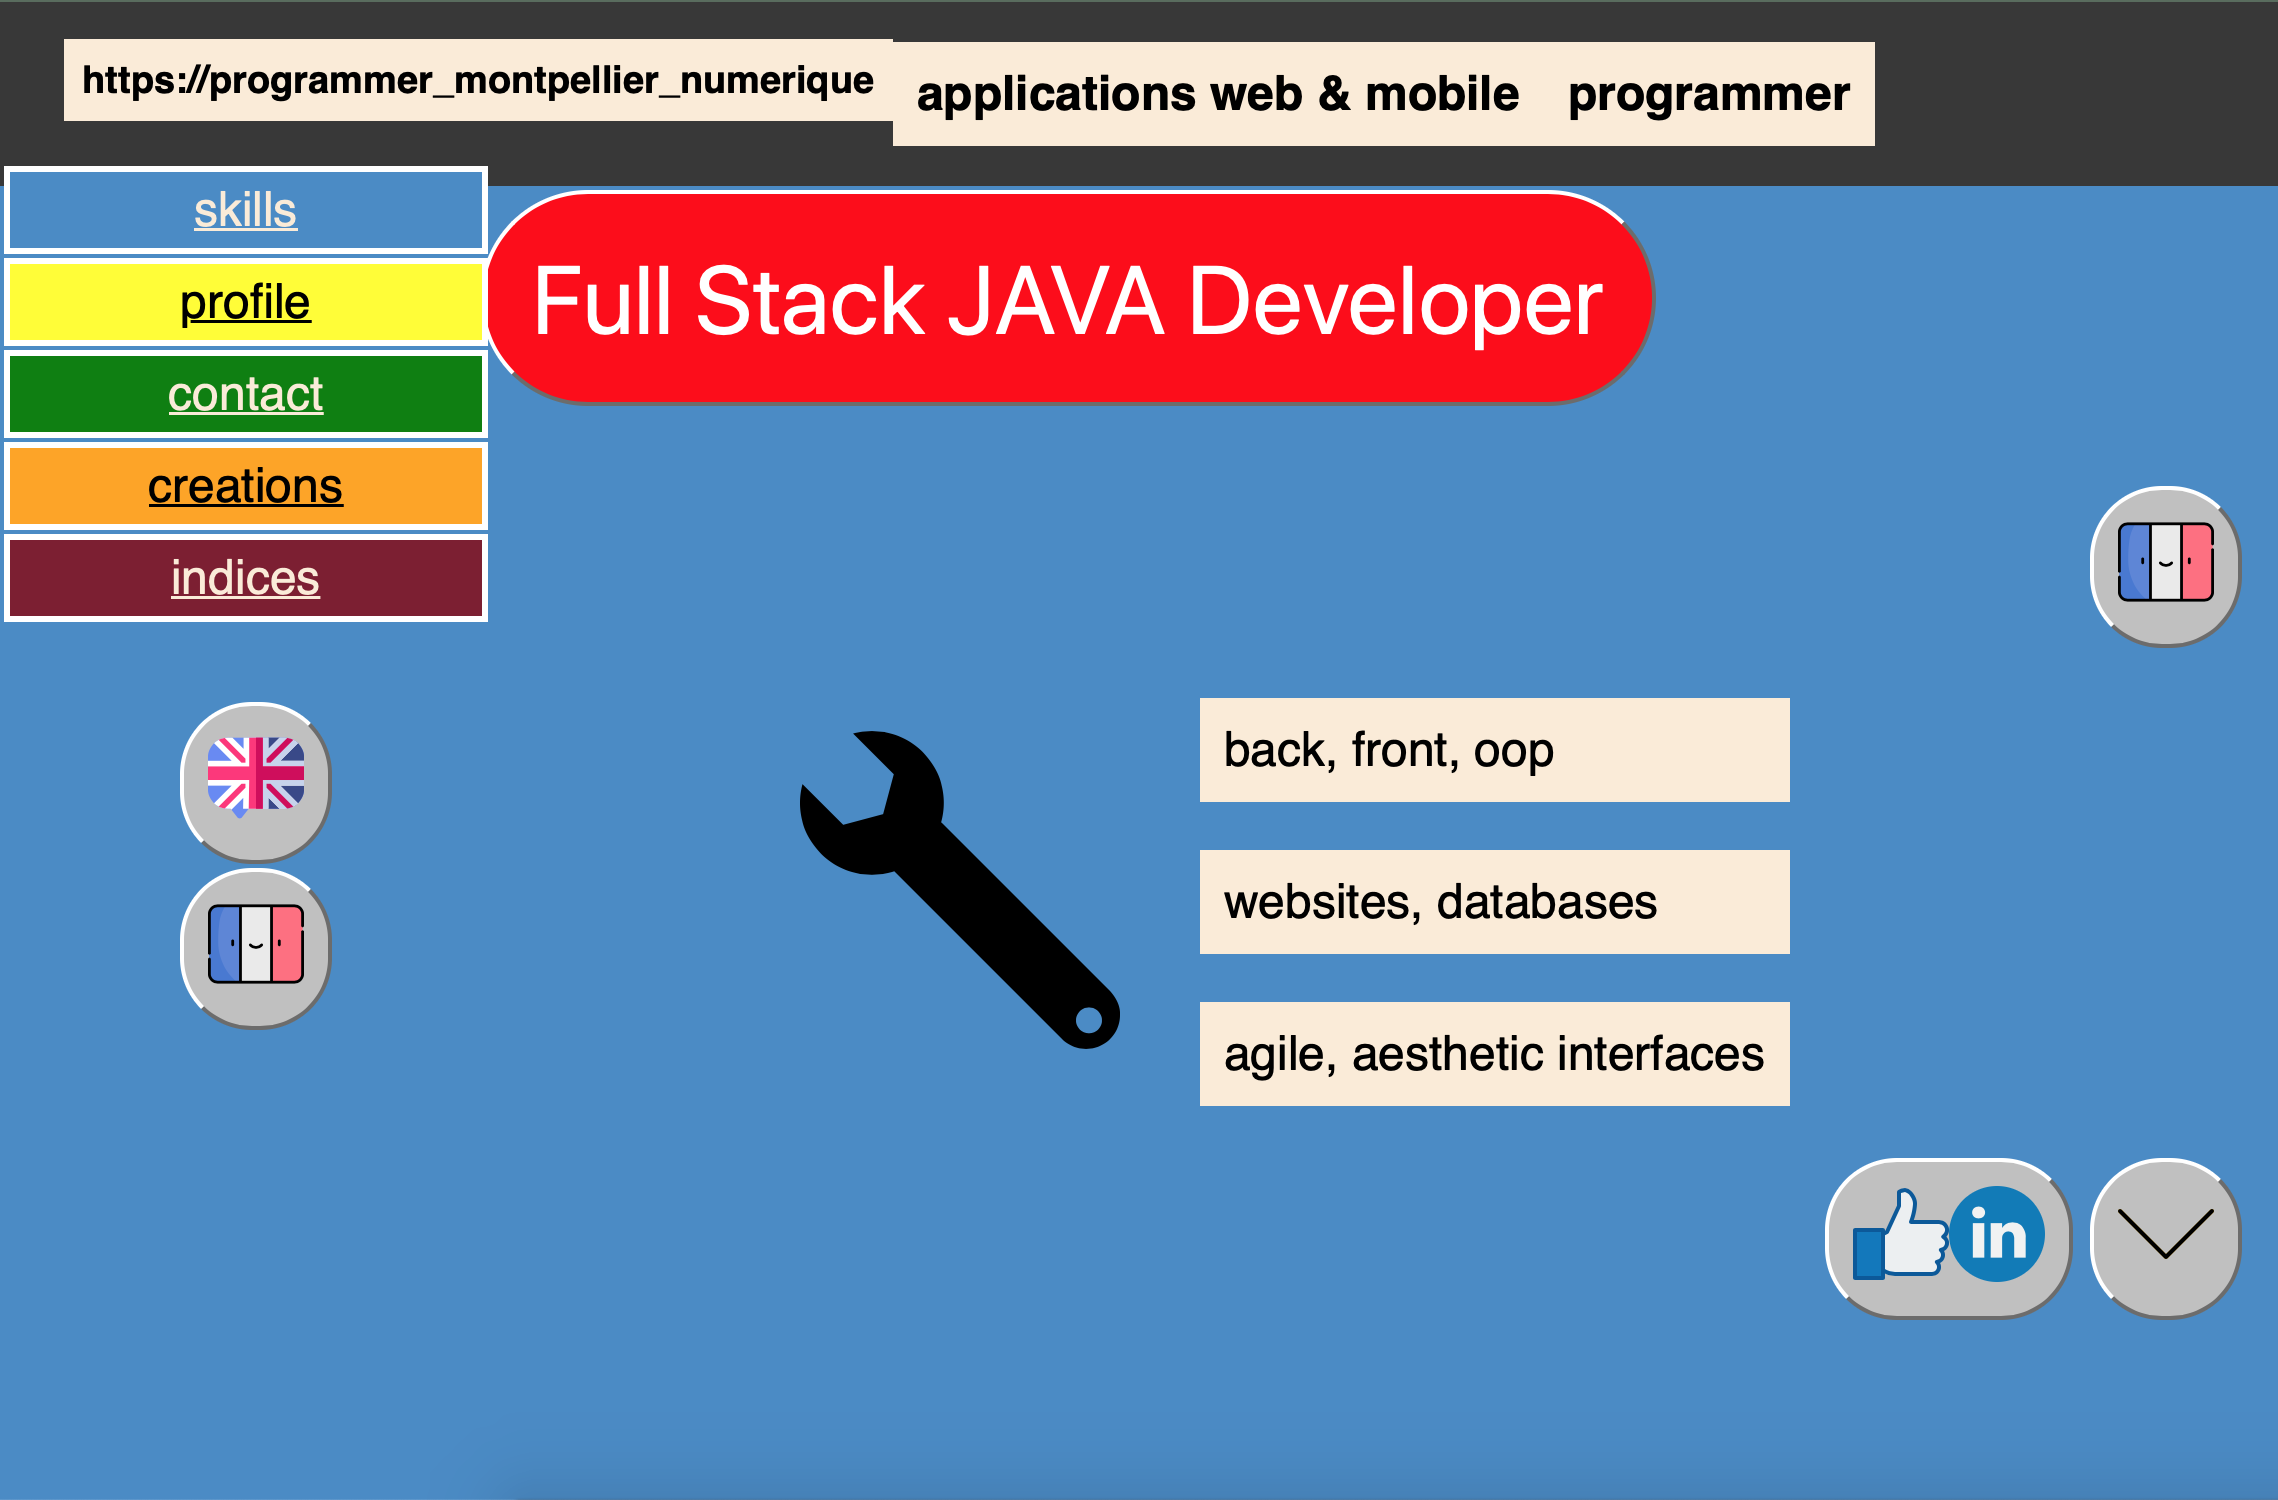 https://programmer_montpellier_numerique
applications web & mobile programmer
skills
profile
contact
creations
indices
Full Stack JAVA Developer
back, front, oop
websites, databases
agile, aesthetic interfaces
in